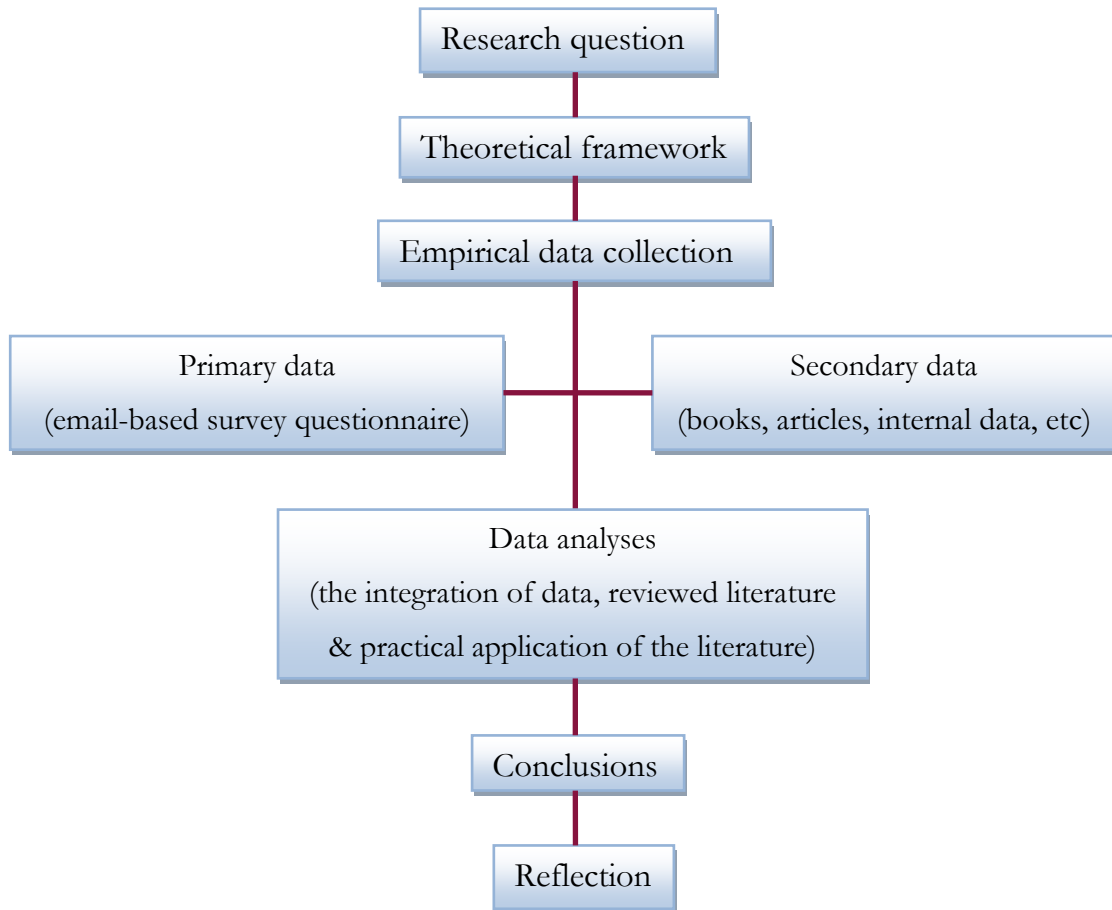 Research question
Theoretical framework
Empirical data collection
Primary data
(email-based survey questionnaire)
Secondary data
(books, articles, internal data, etc)
Data analyses
(the integration of data, reviewed literature
& practical application of the literature)
Conclusions
Reflection